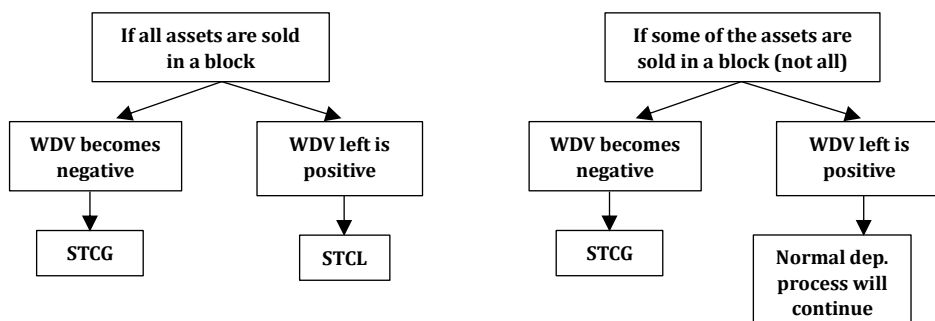 If all assets are sold
in a block
WDV becomes
negative
WDV left is
positive
STCG
STCL
If some of the assets are
sold in a block (not all)
WDV becomes
negative
WDV left is
positive
STCG
Normal dep.
process will
continue